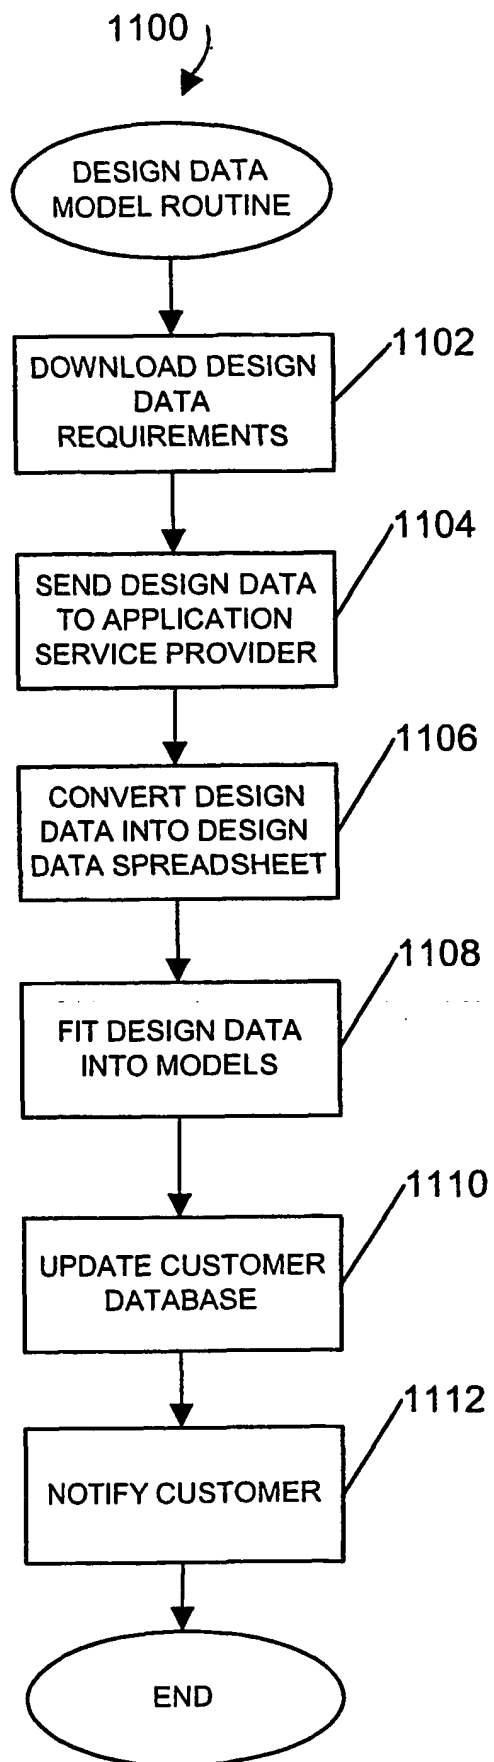 1100
DESIGN DATA
MODEL ROUTINE
1102
DOWNLOAD DESIGN
DATA
REQUIREMENTS
1104
SEND DESIGN DATA
TO APPLICATION
SERVICE PROVIDER
1106
CONVERT DESIGN
DATA INTO DESIGN
DATA SPREADSHEET
1108
FIT DESIGN DATA
INTO MODELS
1110
UPDATE CUSTOMER
DATABASE
1112
NOTIFY CUSTOMER
END